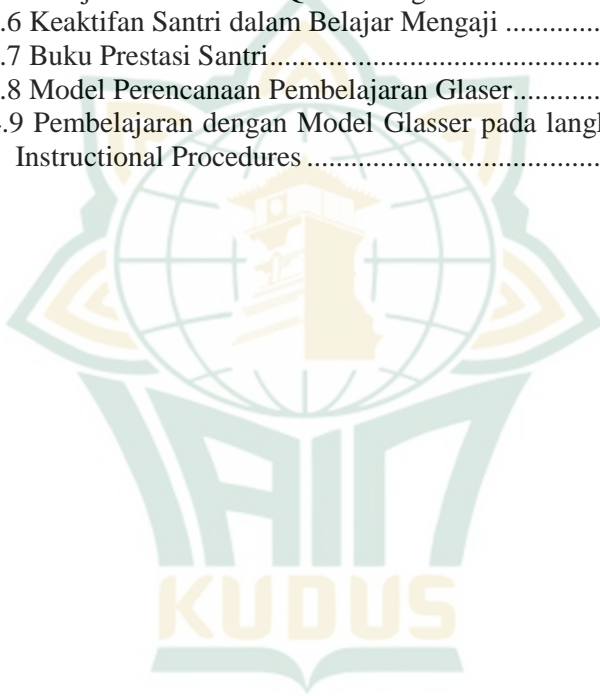 .6 Keaktifan Santri dalam Belajar Mengaji ..............
.7 Buku Prestasi Santri.......................................
.8 Model Perencanaan Pembelajaran Glaser...........
.9 Pembelajaran dengan Model Glasser pada
Instructional Procedures ....................................
IAIN
KUDUS